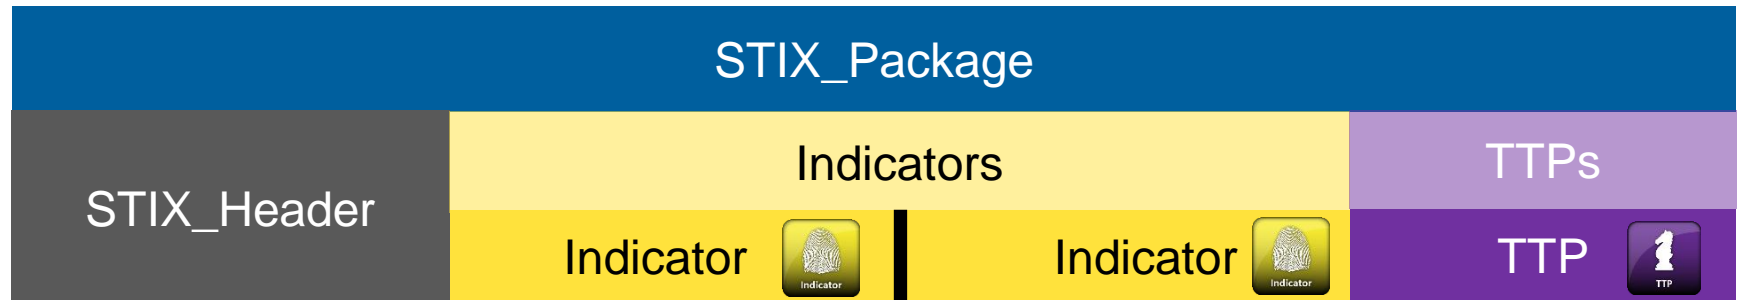 STIX_Package
Indicators
TTPs
STIX_Header
Indicator
Indicator
Indicator
Indicator
TTP
TTP